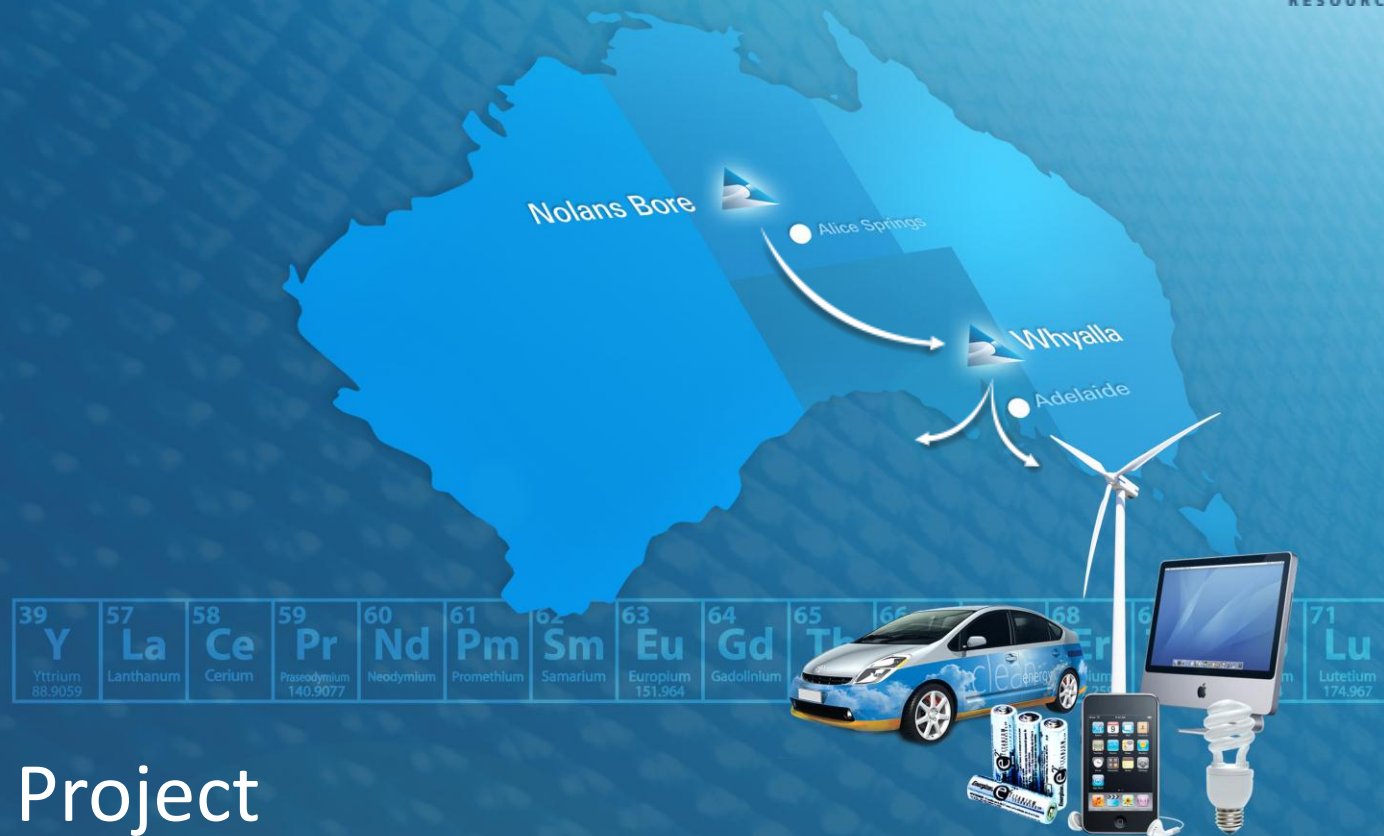 Nolans Bore
Alice Springs
Whyalla
Adelaide
39
Y
Yttrium
88.9059
57
La
Lanthanum
58
Ce
Cerium
59
Pr
Praseodymium
140.9077
60
Nd
Neodymium
61
Pm
Promethium
62
Sm
Samarium
63
Eu
Europium
151.964
64
Gd
Gadolinium
65
68
Er
71
Lu
Lutetium
174.967
energy
Project